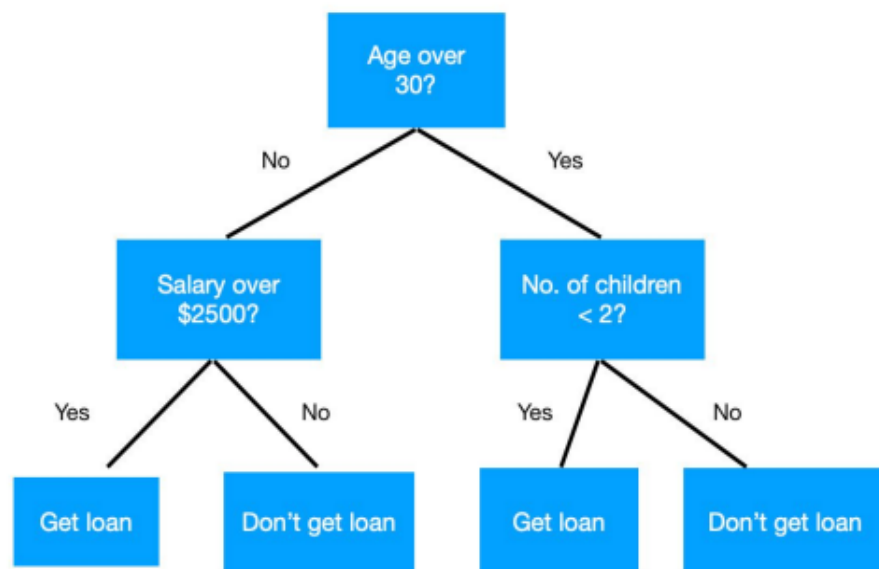 Age over
30?
No
Yes
Salary over
$2500?
No. of children
< 2?
Yes
No
Yes
No
Get loan
Don’t get loan
Get loan
Don’t get loan